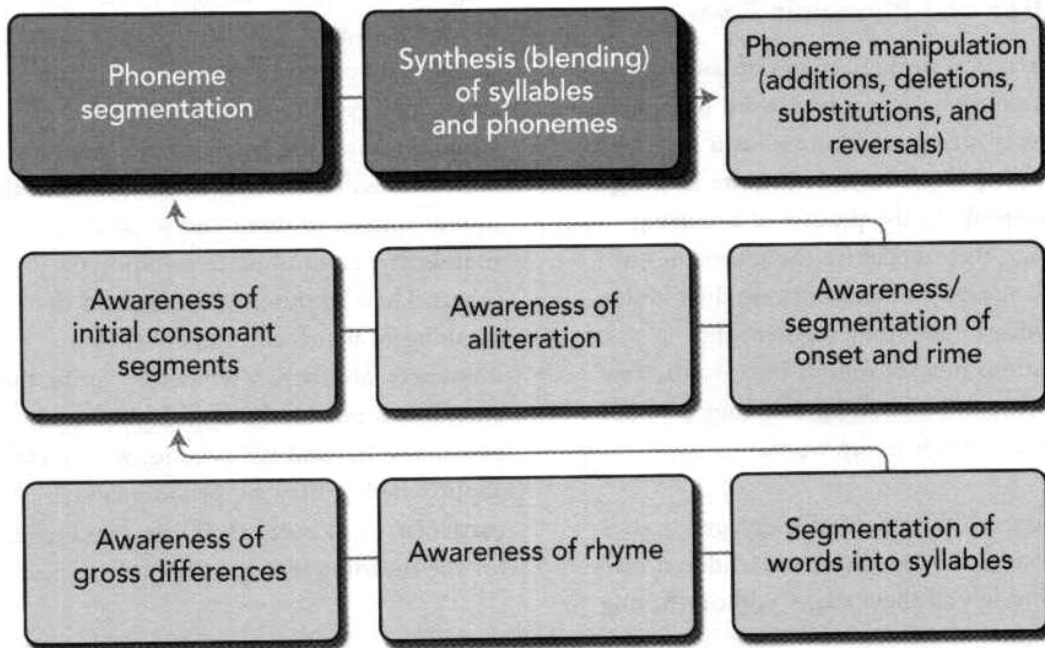 Phoneme
segmentation
Synthesis (blending)
of syllables
and phonemes
Phoneme manipulation
(additions, deletions,
substitutions, and
reversals)
Awareness of
initial consonant
segments
Awareness
of alliteration
Awareness/
segmentation of
onset and rime
Awareness of
gross differences
Awareness of rhyme
Segmentation of
words into syllables